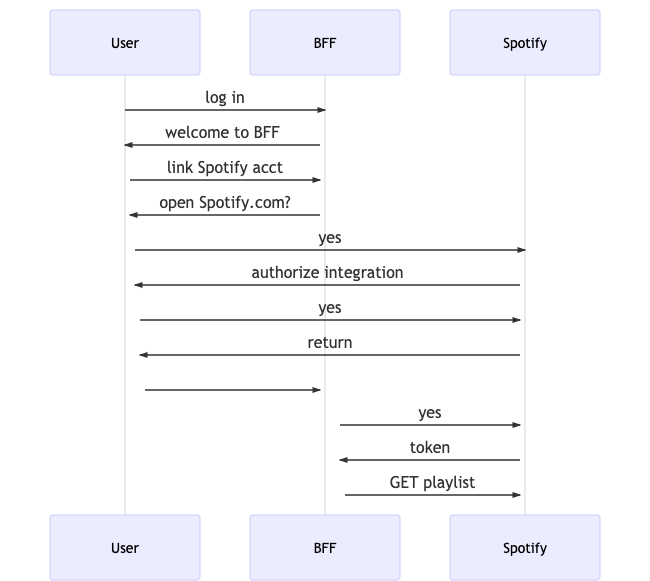 User
BFF
Spotify
log in
welcome to BFF
link Spotify acct
open Spotify.com?
yes
authorize integration
yes
return
yes
token
GET playlist
User
BFF
Spotify